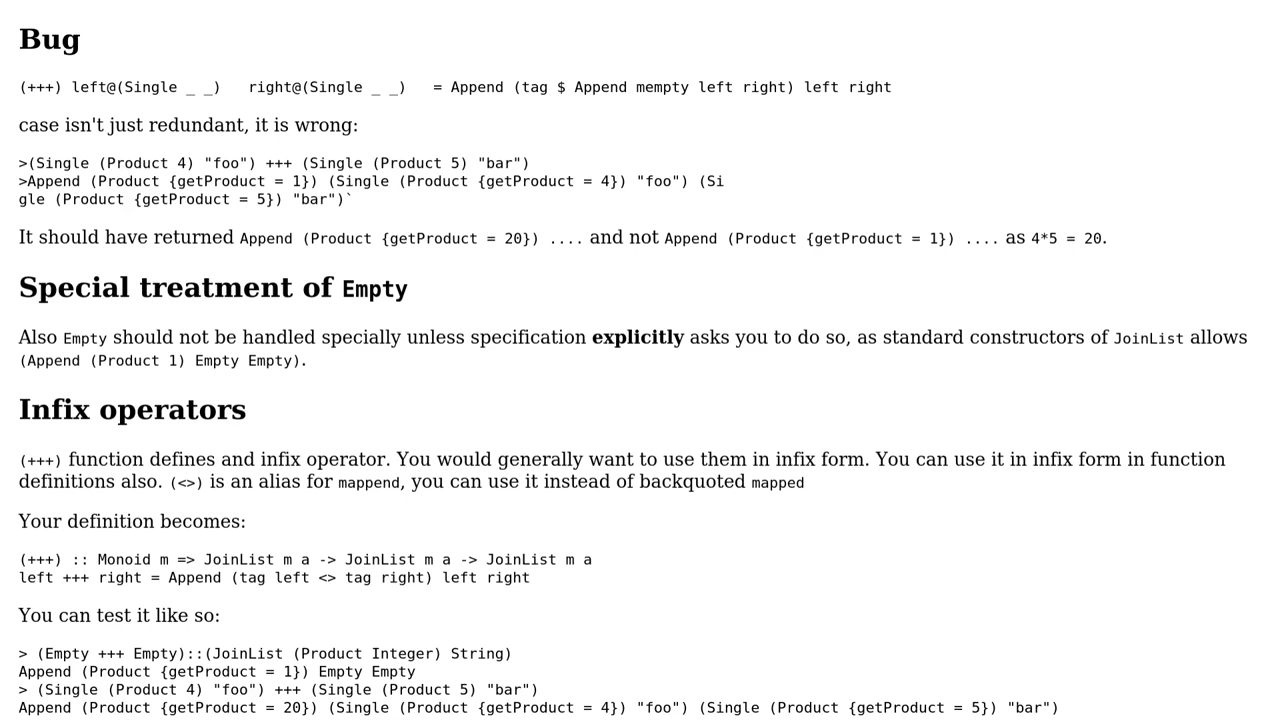 Bug
(+++) left@(Single _ _)   right@(Single _ _)   = Append (tag $ Append mempty left right) left right
case isn't just redundant, it is wrong:
>(Single (Product 4) "foo") +++ (Single (Product 5) "bar")
>Append (Product {getProduct = 1}) (Single (Product {getProduct = 4}) "foo") (Si
gle (Product {getProduct = 5}) "bar")`
It should have returned Append (Product {getProduct = 20}) .... and not Append (Product {getProduct = 1}) .... as 4*5 = 20.
Special treatment of Empty
Also Empty should not be handled specially unless specification explicitly asks you to do so, as standard constructors of JoinList allows
(Append (Product 1) Empty Empty).
Infix operators
(+++) function defines and infix operator. You would generally want to use them in infix form. You can use it in infix form in function
definitions also. (<>) is an alias for mappend, you can use it instead of backquoted mapped
Your definition becomes:
(+++) :: Monoid m => JoinList m a -> JoinList m a -> JoinList m a
left +++ right = Append (tag left <> tag right) left right
You can test it like so:
> (Empty +++ Empty)::(JoinList (Product Integer) String)
Append (Product {getProduct = 1}) Empty Empty
> (Single (Product 4) "foo") +++ (Single (Product 5) "bar")
Append (Product {getProduct = 20}) (Single (Product {getProduct = 4}) "foo") (Single (Product {getProduct = 5}) "bar")